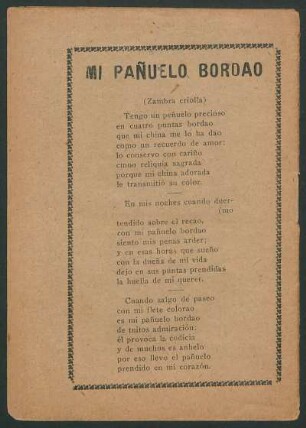 MI PAÑUELO BORDAO
(Zamba criolla)
Tengo un peñuelo precioso
en cuatro puntas bordao
que mi china me lo ha dao
como un recuerdo de amor:
lo conservo con cariño
como reliquia sagrada
porque mi china adorada
le trasmitió su color.
En mis noches cuando duer-
(mo
tendido sobre el recao,
con mi pañuelo bordao
siento mis penas arder;
y en esas horas que sueño
con la dueña de mi vida
dejo en sus puntas prendidas
la huella de mi querer.
Cuando salgo de paseo
con mi flete colorao
es mi pañuelo bordao
de tuitos admiración;
él provoca la codicia
y de muchos es anhelo
por eso llevo el pañuelo
prendido en mi corazón.